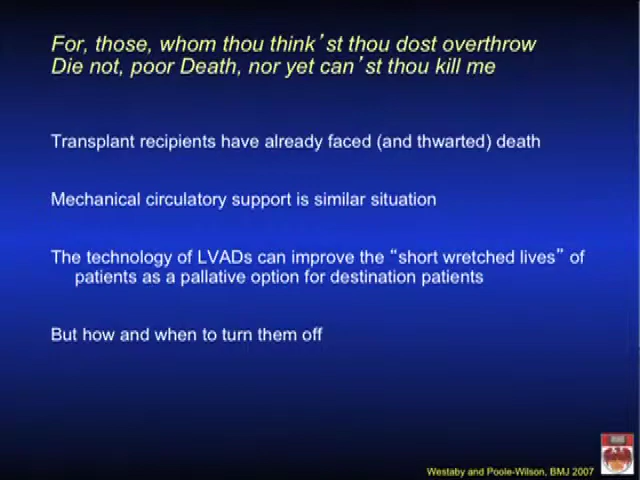 For, those, whom thou think’st thou dost overthrow
Die not, poor Death, nor yet can’st thou kill me
Transplant recipients have already faced (and thwarted) death
Mechanical circulatory support is similar situation
The technology of LVADs can improve the “short wretched lives” of
patients as a pallative option for destination patients
But how and when to turn them off
Westaby and Poole-Wilson, BMJ 2007